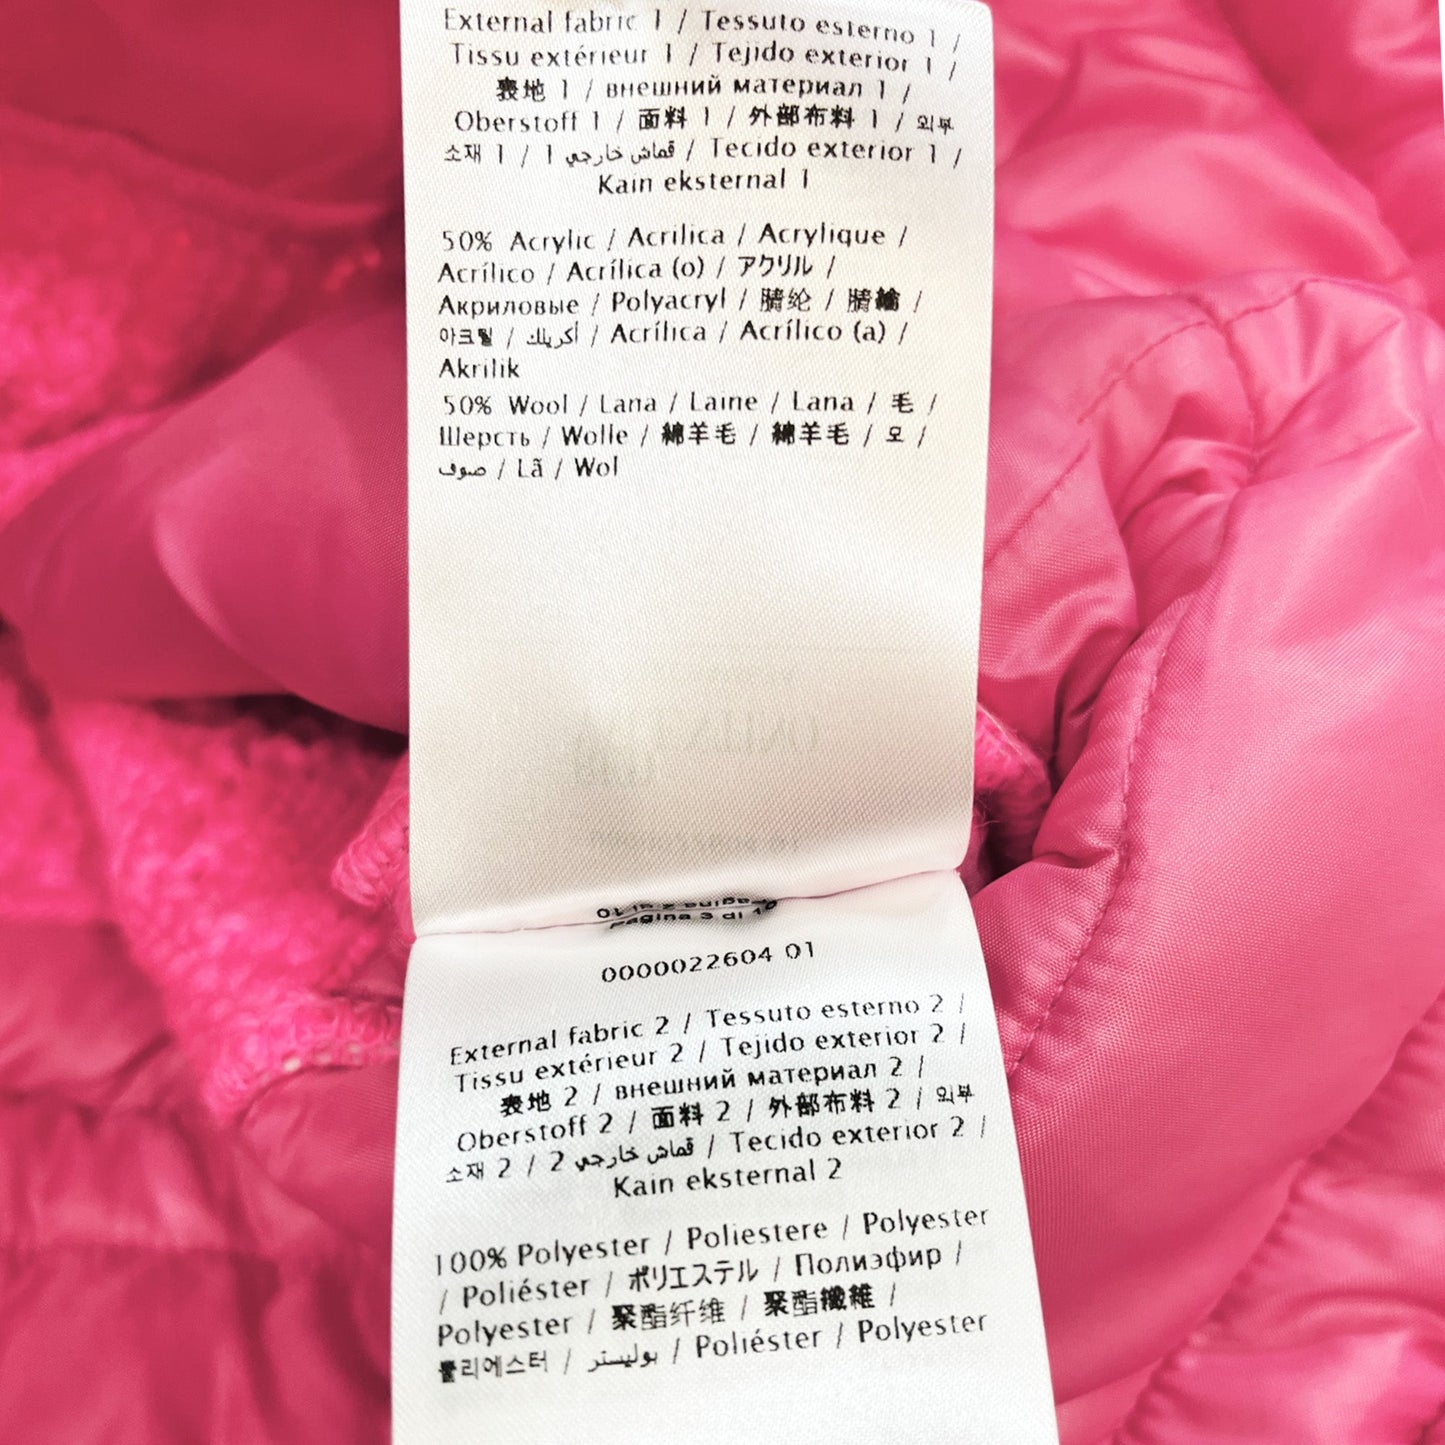 External fabric 1 / Tessuto esterno 1 /
Tissu extérieur 1 / Tejido exterior 1 /
表地 1 / внешний материал 1 /
Oberstoff 1 / 面料 1 / 外部布料 1 / 외부
소재 1 / قماش خارجي 1 / Tecido exterior 1 /
Kain eksternal 1
50% Acrylic / Acrilica / Acrylique /
Acrílico / Acrílica (o) / アクリル /
Акриловые / Polyacryl / 腈纶 / 腈綸 /
아크릴 / أكريلك / Acrílica / Acrílico (a) /
Akrilik
50% Wool / Lana / Laine / Lana / 毛 /
Шерсть / Wolle / 綿羊毛 / 綿羊毛 / 모 /
صوف / Lã / Wol
Pagina 3 di 10
0000022604 01
External fabric 2 / Tessuto esterno 2 /
Tissu extérieur 2 / Tejido exterior 2 /
表地 2 / внешний материал 2 /
Oberstoff 2 / 面料 2 / 外部布料 2 / 외부
소재 2 / قماش خارجي 2 / Tecido exterior 2 /
Kain eksternal 2
100% Polyester / Poliestere / Polyester
/ Poliéster / ポリエステル / Полиэфир /
Polyester / 聚酯纤维 / 聚酯纖維 /
폴리에스터 / بوليستر / Poliéster / Polyester